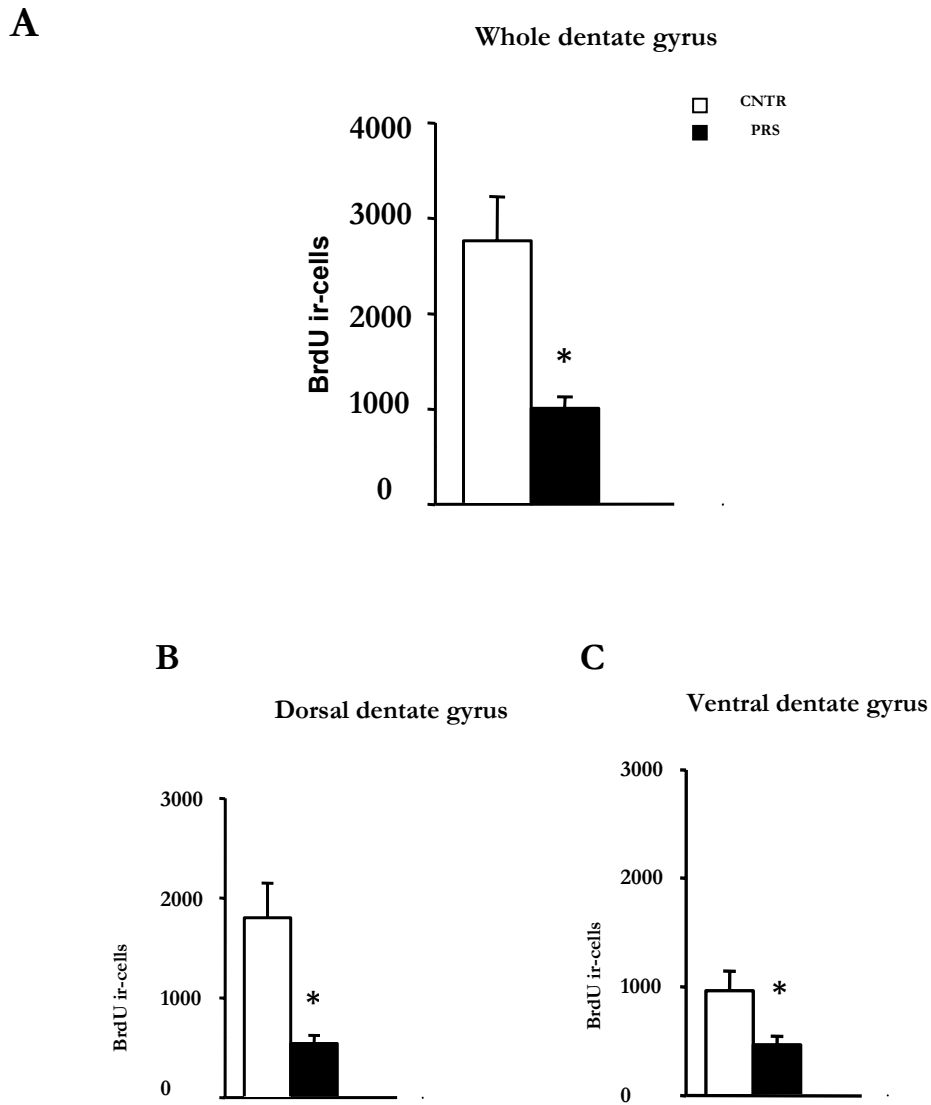 A
Whole dentate gyrus
CNTR
PRS
4000
3000
2000
1000
0
BrdU ir-cells
*
B
Dorsal dentate gyrus
3000
2000
1000
0
BrdU ir-cells
*
C
Ventral dentate gyrus
3000
2000
1000
0
BrdU ir-cells
*